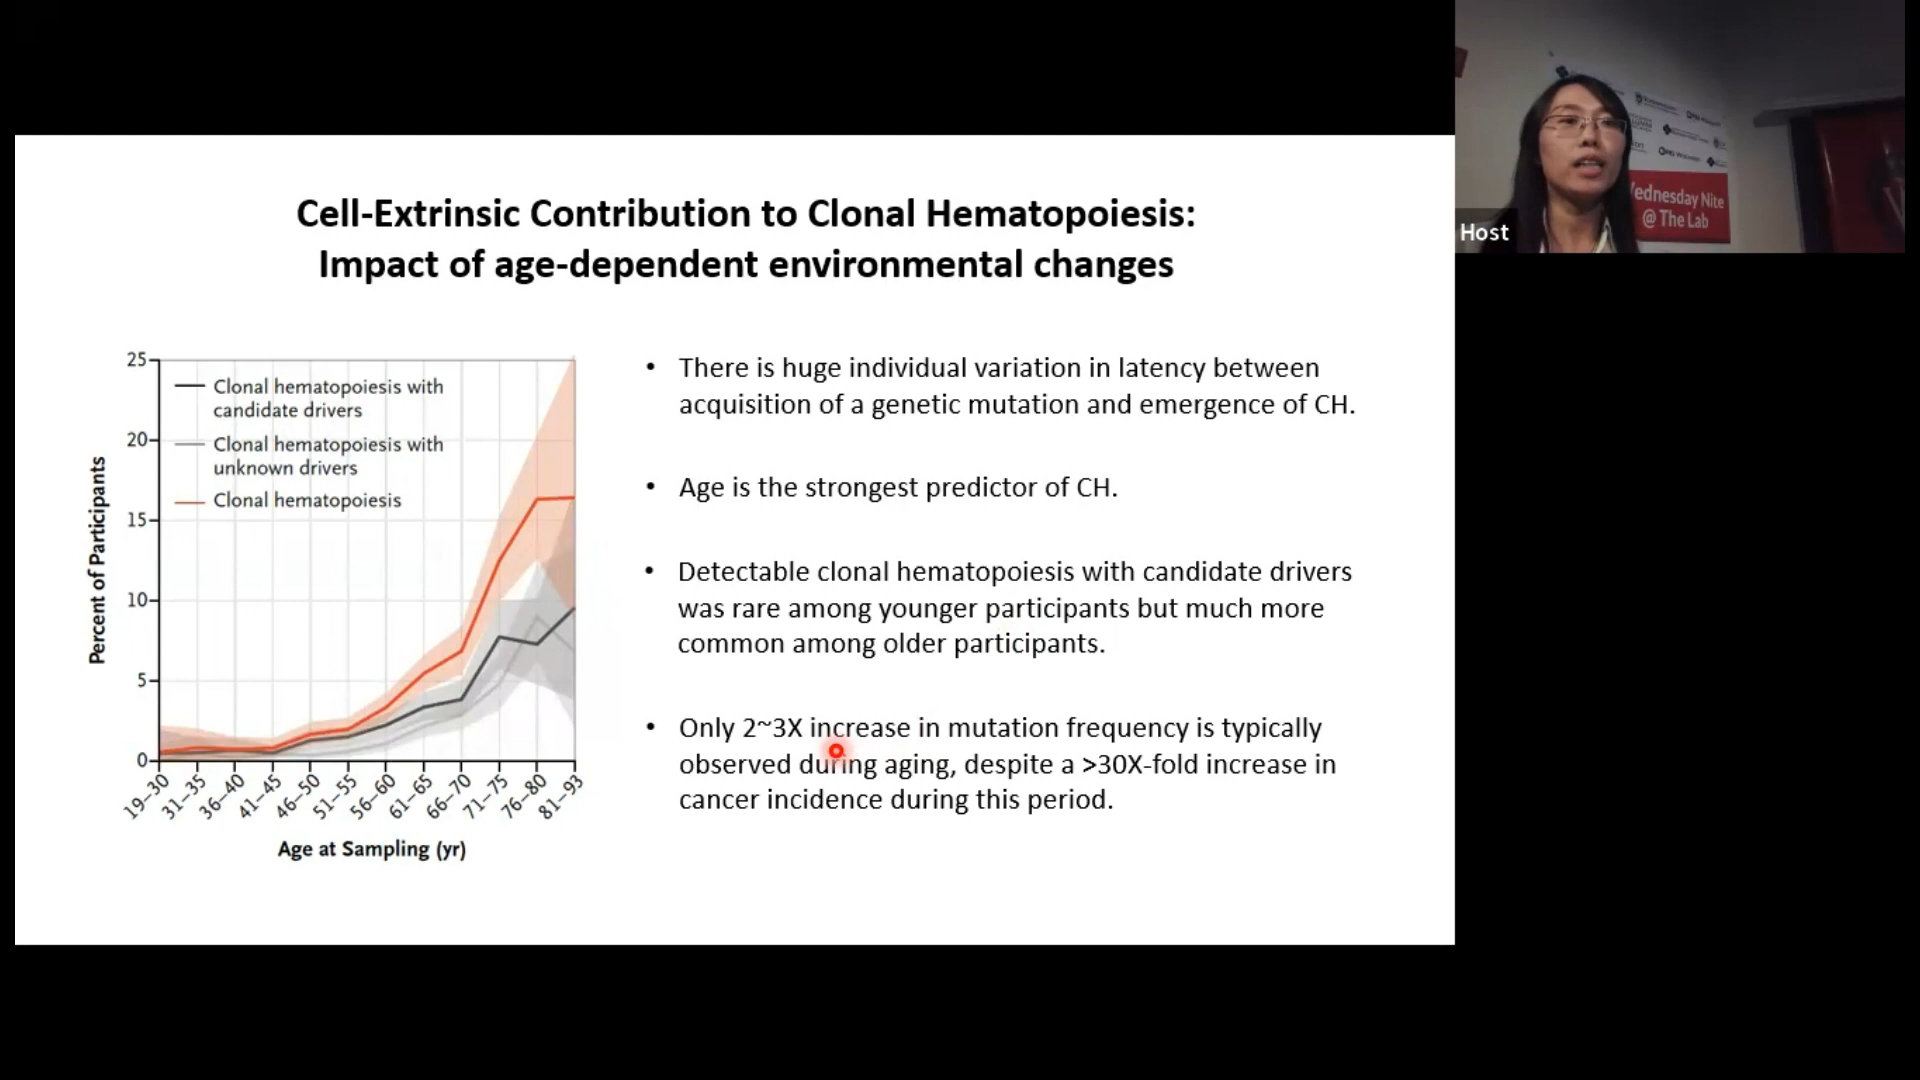 Cell-Extrinsic Contribution to Clonal Hematopoiesis:
Impact of age-dependent environmental changes
25
20
15
10
5
0
Percent of Participants
Clonal hematopoiesis with
candidate drivers
Clonal hematopoiesis with
unknown drivers
Clonal hematopoiesis
19–30
31–35
36–40
41–45
46–50
51–55
56–60
61–65
66–70
71–75
76–80
81–93
Age at Sampling (yr)
• There is huge individual variation in latency between
acquisition of a genetic mutation and emergence of CH.
• Age is the strongest predictor of CH.
• Detectable clonal hematopoiesis with candidate drivers
was rare among younger participants but much more
common among older participants.
• Only 2~3X increase in mutation frequency is typically
observed during aging, despite a >30X-fold increase in
cancer incidence during this period.
Host
ednesday Nite
@ The Lab